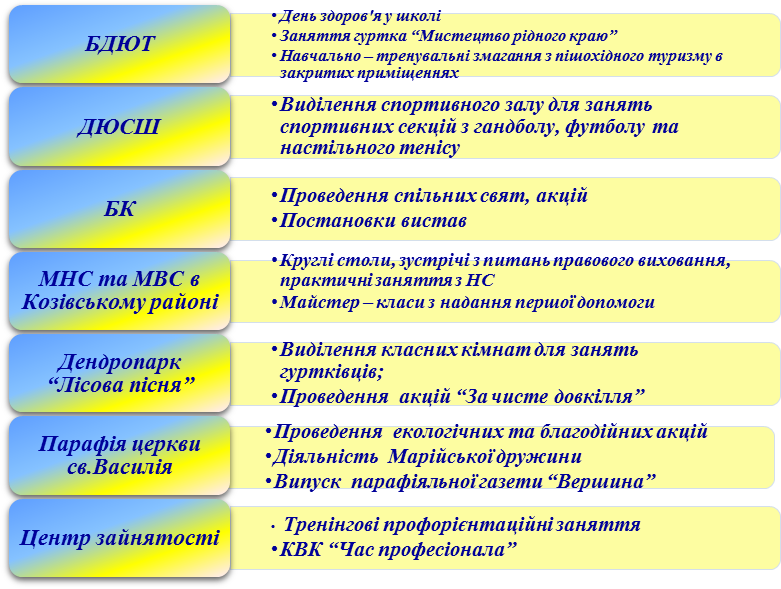 БДЮТ
• День здоров'я у школі
• Заняття гуртка “Мистецтво рідного краю”
• Навчально – тренувальні змагання з пішохідного туризму в
закритих приміщеннях
ДЮСШ
• Виділення спортивного залу для занять
спортивних секцій з гандболу, футболу та
настільного тенісу
БК
• Проведення спільних свят, акцій
• Постановки вистав
МНС та МВС в
Козівському районі
• Круглі столи, зустрічі з питань правового виховання,
практичні заняття з НС
• Майстер – класи з надання першої допомоги
Дендропарк
“Лісова пісня”
• Виділення класних кімнат для занять
гуртківців;
• Проведення акцій “За чисте довкілля”
Парафія церкви
св.Василія
• Проведення екологічних та благодійних акцій
• Діяльність Марійської дружини
• Випуск парафіяльної газети “Вершина”
Центр зайнятості
• Тренінгові профорієнтаційні заняття
• КВК “Час професіонала”